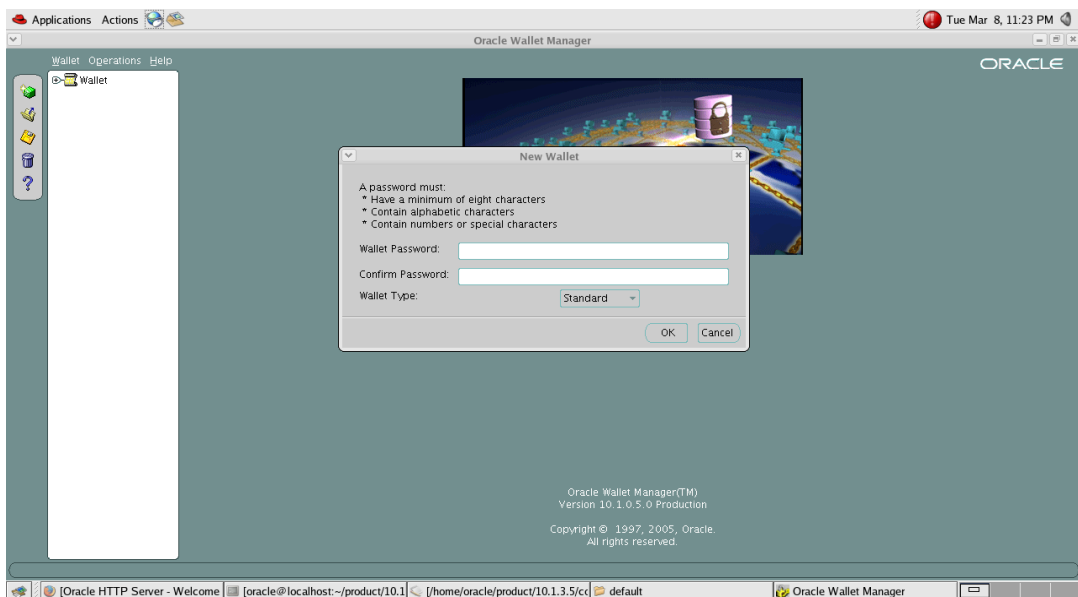 Applications Actions Tue Mar 8, 11:23 PM
Oracle Wallet Manager
Wallet Operations Help ORACLE
Wallet
?
New Wallet
A password must:
* Have a minimum of eight characters
* Contain alphabetic characters
* Contain numbers or special characters
Wallet Password:
Confirm Password:
Wallet Type: Standard
OK Cancel
Oracle Wallet Manager(TM)
Version 10.1.0.5.0 Production
Copyright © 1997, 2005, Oracle.
All rights reserved.
[Oracle HTTP Server - Welcome [oracle@localhost:~/product/10.1 [/home/oracle/product/10.1.3.5/cc default Oracle Wallet Manager